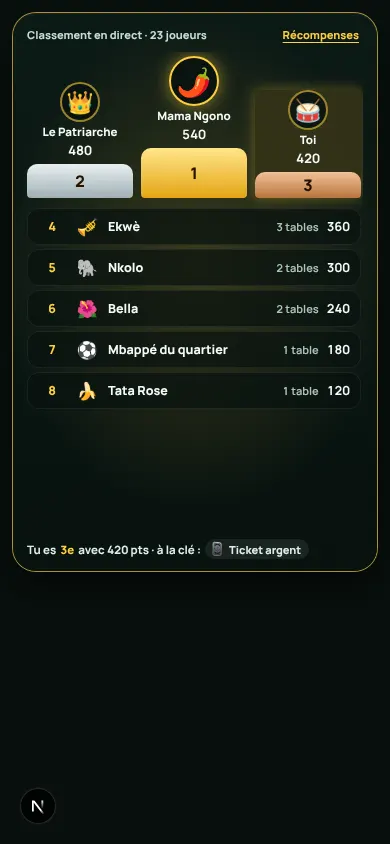 Classement en direct · 23 joueurs
Récompenses
Mama Ngono
540
1
Le Patriarche
480
2
Toi
420
3
4 Ekwè 3 tables 360
5 Nkolo 2 tables 300
6 Bella 2 tables 240
7 Mbappé du quartier 1 table 180
8 Tata Rose 1 table 120
Tu es 3e avec 420 pts · à la clé : Ticket argent
N